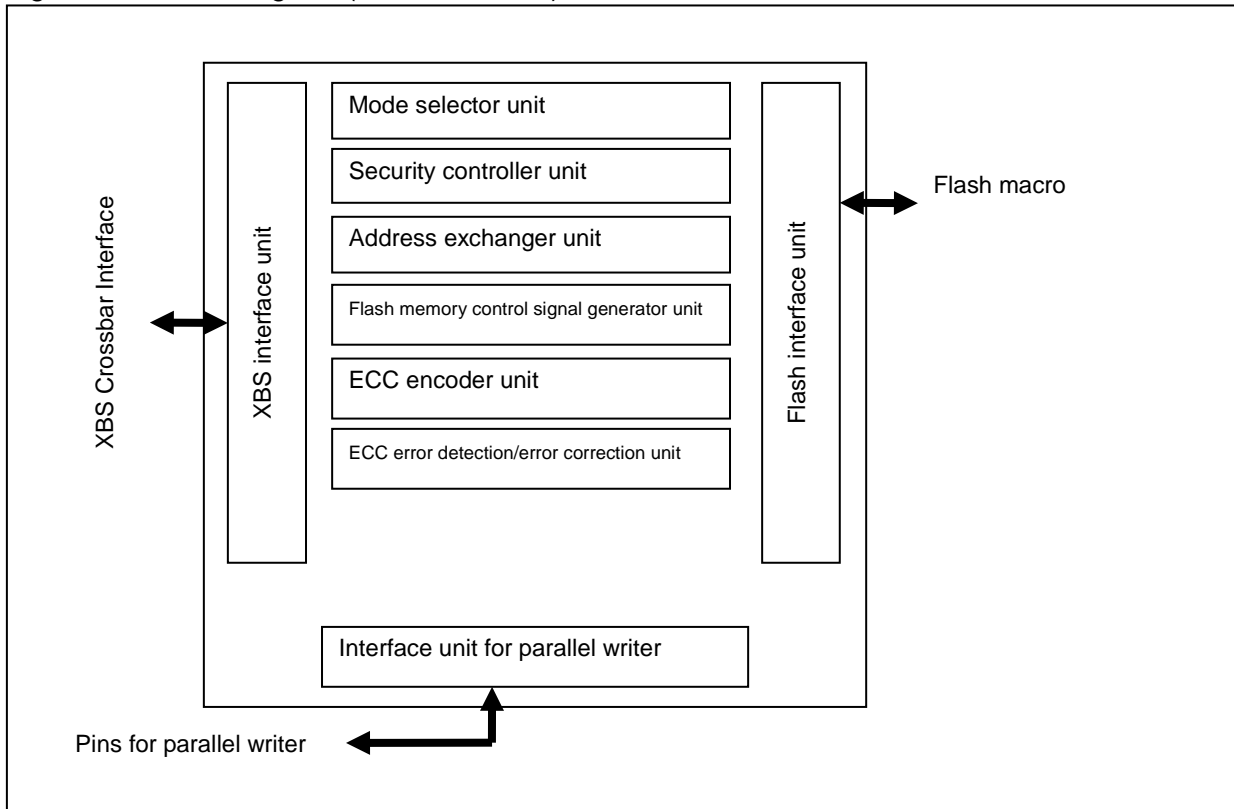 Mode selector unit
Security controller unit
Address exchanger unit
Flash memory control signal generator unit
ECC encoder unit
ECC error detection/error correction unit
XBS Crossbar Interface
XBS interface unit
Flash interface unit
Flash macro
Interface unit for parallel writer
Pins for parallel writer